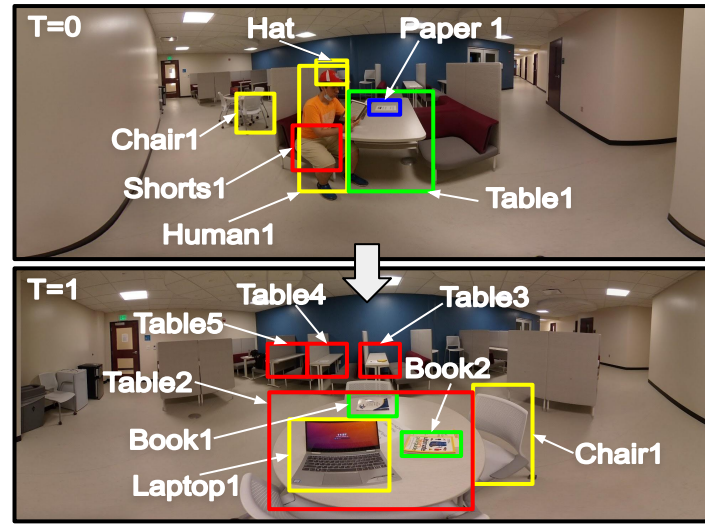 T=0
Hat
Paper 1
Chair1
Shorts1
Table1
Human1
T=1
Table4
Table3
Table5
Book2
Table2
Book1
Chair1
Laptop1